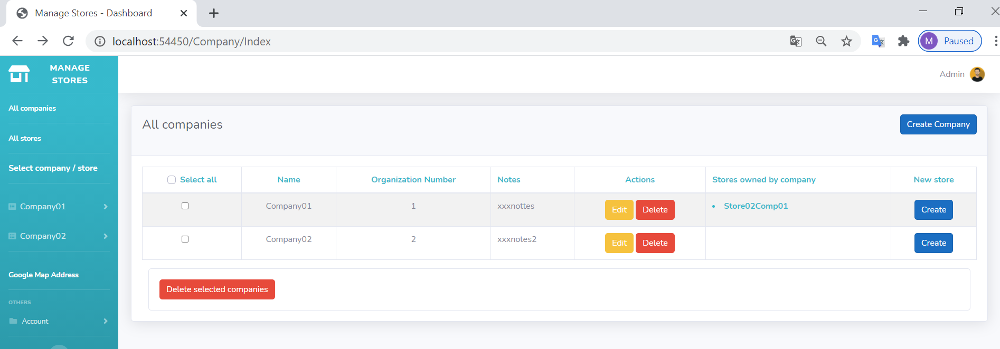 Manage Stores - Dashboard
localhost:54450/Company/Index
M Paused
MANAGE
STORES
Admin
All companies
All stores
Select company / store
Company01
Company02
Google Map Address
OTHERS
Account
All companies
Create Company
Select all Name Organization Number Notes Actions Stores owned by company New store
Company01 1 xxxnottes Edit Delete • Store02Comp01 Create
Company02 2 xxxnotes2 Edit Delete Create
Delete selected companies